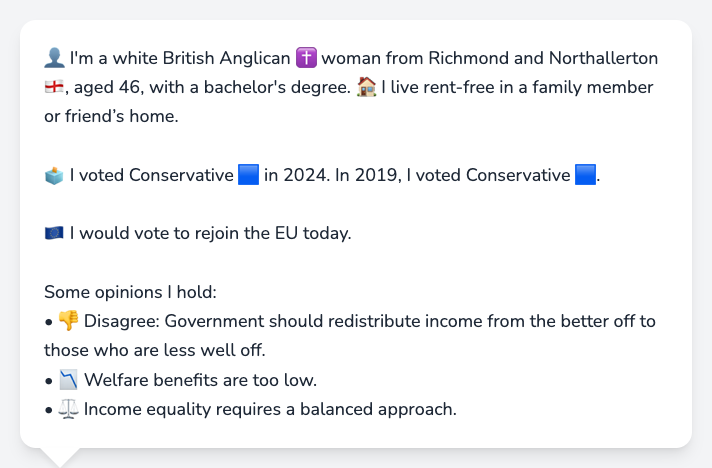 👤 I'm a white British Anglican ✝️ woman from Richmond and Northallerton
🏴󠁧󠁢󠁥󠁮󠁧󠁿, aged 46, with a bachelor's degree. 🏠 I live rent-free in a family member
or friend’s home.
🗳️ I voted Conservative 🟦 in 2024. In 2019, I voted Conservative 🟦.
🇪🇺 I would vote to rejoin the EU today.
Some opinions I hold:
• 👎 Disagree: Government should redistribute income from the better off to
those who are less well off.
• 📉 Welfare benefits are too low.
• ⚖️ Income equality requires a balanced approach.